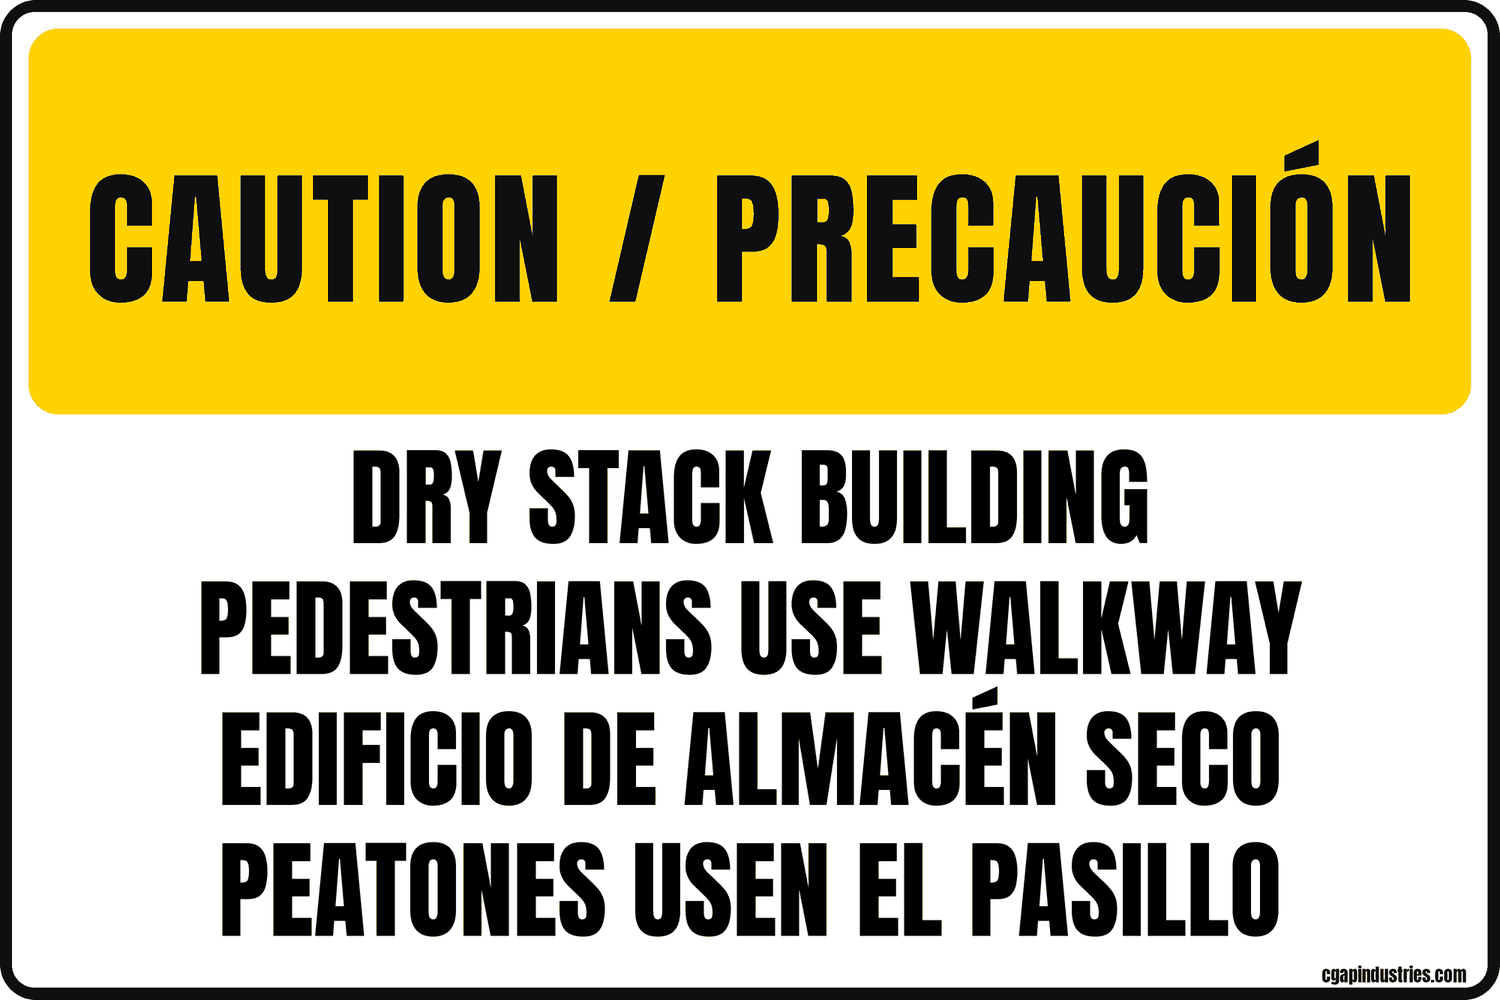 CAUTION / PRECAUCIÓN
DRY STACK BUILDING
PEDESTRIANS USE WALKWAY
EDIFICIO DE ALMACÉN SECO
PEATONES USEN EL PASILLO
cgapindustries.com